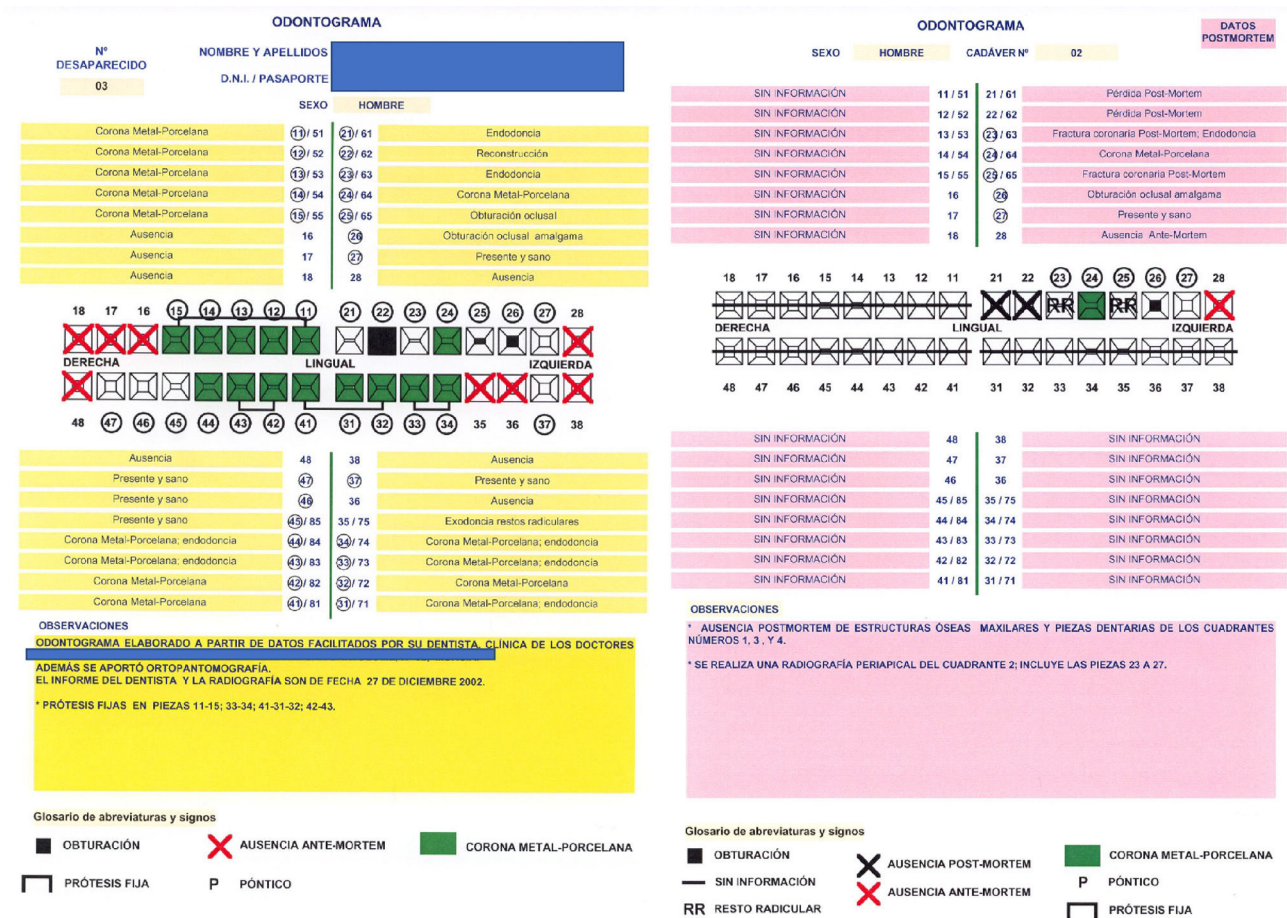 ODONTOGRAMA
Nº DESAPARECIDO
03
NOMBRE Y APELLIDOS
D.N.I. / PASAPORTE
SEXO HOMBRE
Corona Metal-Porcelana 11/ 51 21/ 61 Endodoncia
Corona Metal-Porcelana 12/ 52 22/ 62 Reconstrucción
Corona Metal-Porcelana 13/ 53 23/ 63 Endodoncia
Corona Metal-Porcelana 14/ 54 24/ 64 Corona Metal-Porcelana
Corona Metal-Porcelana 15/ 55 25/ 65 Obturación oclusal
Ausencia 16 26 Obturación oclusal amalgama
Ausencia 17 27 Presente y sano
Ausencia 18 28 Ausencia
18 17 16 15 14 13 12 11 21 22 23 24 25 26 27 28
DERECHA LINGUAL IZQUIERDA
48 47 46 45 44 43 42 41 31 32 33 34 35 36 37 38
Ausencia 48 38 Ausencia
Presente y sano 47 37 Presente y sano
Presente y sano 46 36 Ausencia
Presente y sano 45/ 85 35 / 75 Exodoncia restos radiculares
Corona Metal-Porcelana; endodoncia 44/ 84 34/ 74 Corona Metal-Porcelana; endodoncia
Corona Metal-Porcelana; endodoncia 43/ 83 33/ 73 Corona Metal-Porcelana; endodoncia
Corona Metal-Porcelana 42/ 82 32/ 72 Corona Metal-Porcelana
Corona Metal-Porcelana 41/ 81 31/ 71 Corona Metal-Porcelana; endodoncia
OBSERVACIONES
ODONTOGRAMA ELABORADO A PARTIR DE DATOS FACILITADOS POR SU DENTISTA. CLÍNICA DE LOS DOCTORES
ADEMÁS SE APORTÓ ORTOPANTOMOGRAFÍA.
EL INFORME DEL DENTISTA Y LA RADIOGRAFÍA SON DE FECHA 27 DE DICIEMBRE 2002.
* PRÓTESIS FIJAS EN PIEZAS 11-15; 33-34; 41-31-32; 42-43.
Glosario de abreviaturas y signos
OBTURACIÓN AUSENCIA ANTE-MORTEM CORONA METAL-PORCELANA
PRÓTESIS FIJA P PÓNTICO
ODONTOGRAMA
DATOS POSTMORTEM
SEXO HOMBRE CADÁVER Nº 02
SIN INFORMACIÓN 11 / 51 21 / 61 Pérdida Post-Mortem
SIN INFORMACIÓN 12 / 52 22 / 62 Pérdida Post-Mortem
SIN INFORMACIÓN 13 / 53 23 / 63 Fractura coronaria Post-Mortem; Endodoncia
SIN INFORMACIÓN 14 / 54 24 / 64 Corona Metal-Porcelana
SIN INFORMACIÓN 15 / 55 25 / 65 Fractura coronaria Post-Mortem
SIN INFORMACIÓN 16 26 Obturación oclusal amalgama
SIN INFORMACIÓN 17 27 Presente y sano
SIN INFORMACIÓN 18 28 Ausencia Ante-Mortem
18 17 16 15 14 13 12 11 21 22 23 24 25 26 27 28
RR RR
DERECHA LINGUAL IZQUIERDA
48 47 46 45 44 43 42 41 31 32 33 34 35 36 37 38
SIN INFORMACIÓN 48 38 SIN INFORMACIÓN
SIN INFORMACIÓN 47 37 SIN INFORMACIÓN
SIN INFORMACIÓN 46 36 SIN INFORMACIÓN
SIN INFORMACIÓN 45 / 85 35 / 75 SIN INFORMACIÓN
SIN INFORMACIÓN 44 / 84 34 / 74 SIN INFORMACIÓN
SIN INFORMACIÓN 43 / 83 33 / 73 SIN INFORMACIÓN
SIN INFORMACIÓN 42 / 82 32 / 72 SIN INFORMACIÓN
SIN INFORMACIÓN 41 / 81 31 / 71 SIN INFORMACIÓN
OBSERVACIONES
* AUSENCIA POSTMORTEM DE ESTRUCTURAS ÓSEAS MAXILARES Y PIEZAS DENTARIAS DE LOS CUADRANTES
NÚMEROS 1, 3 , Y 4.
* SE REALIZA UNA RADIOGRAFÍA PERIAPICAL DEL CUADRANTE 2; INCLUYE LAS PIEZAS 23 A 27.
Glosario de abreviaturas y signos
OBTURACIÓN AUSENCIA POST-MORTEM CORONA METAL-PORCELANA
SIN INFORMACIÓN AUSENCIA ANTE-MORTEM P PÓNTICO
RR RESTO RADICULAR PRÓTESIS FIJA